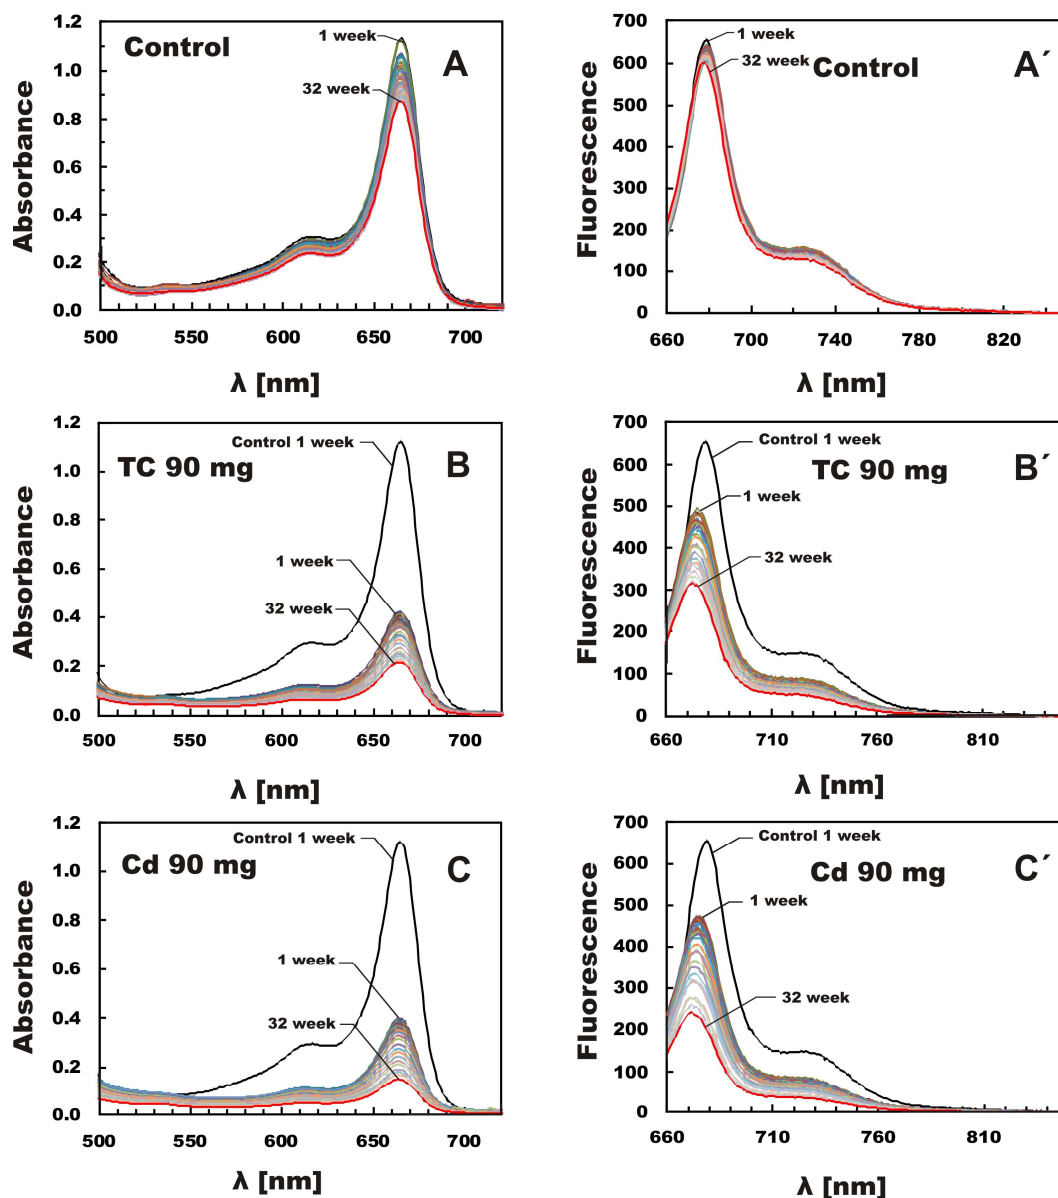 Control
A
1 week
32 week
Absorbance
1.2
1.0
0.8
0.6
0.4
0.2
0.0
500 550 600 650 700
λ [nm]
Control
A´
1 week
32 week
Fluorescence
700
600
500
400
300
200
100
0
660 700 740 780 820
λ [nm]
TC 90 mg
B
Control 1 week
1 week
32 week
Absorbance
1.2
1.0
0.8
0.6
0.4
0.2
0.0
500 550 600 650 700
λ [nm]
TC 90 mg
B´
Control 1 week
1 week
32 week
Fluorescence
700
600
500
400
300
200
100
0
660 710 760 810
λ [nm]
Cd 90 mg
C
Control 1 week
1 week
32 week
Absorbance
1.2
1.0
0.8
0.6
0.4
0.2
0.0
500 550 600 650 700
λ [nm]
Cd 90 mg
C´
Control 1 week
1 week
32 week
Fluorescence
700
600
500
400
300
200
100
0
660 710 760 810
λ [nm]